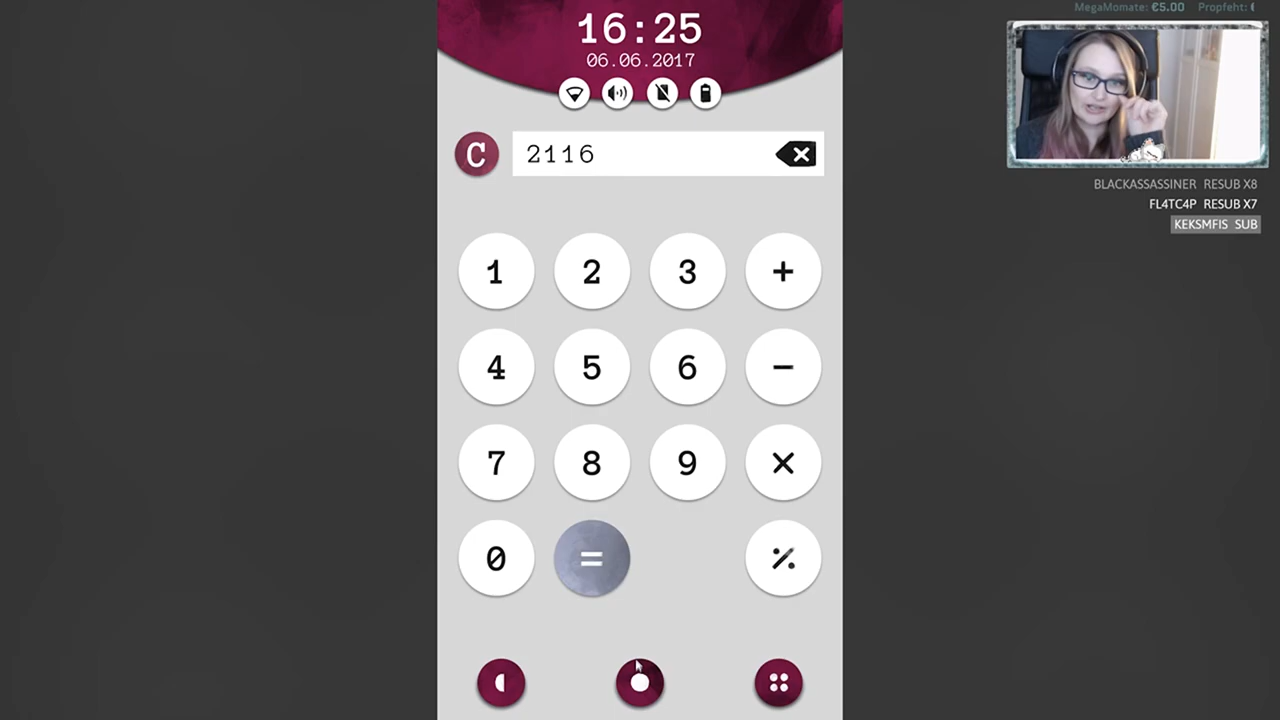 MegaMomate: €5.00 Propfeht:
16:25
06.06.2017
C 2116
BLACKASSASSINER RESUB X8
FL4TC4P RESUB X7
KEKSMFIS SUB
1 2 3 +
4 5 6 −
7 8 9 ×
0 = ٪